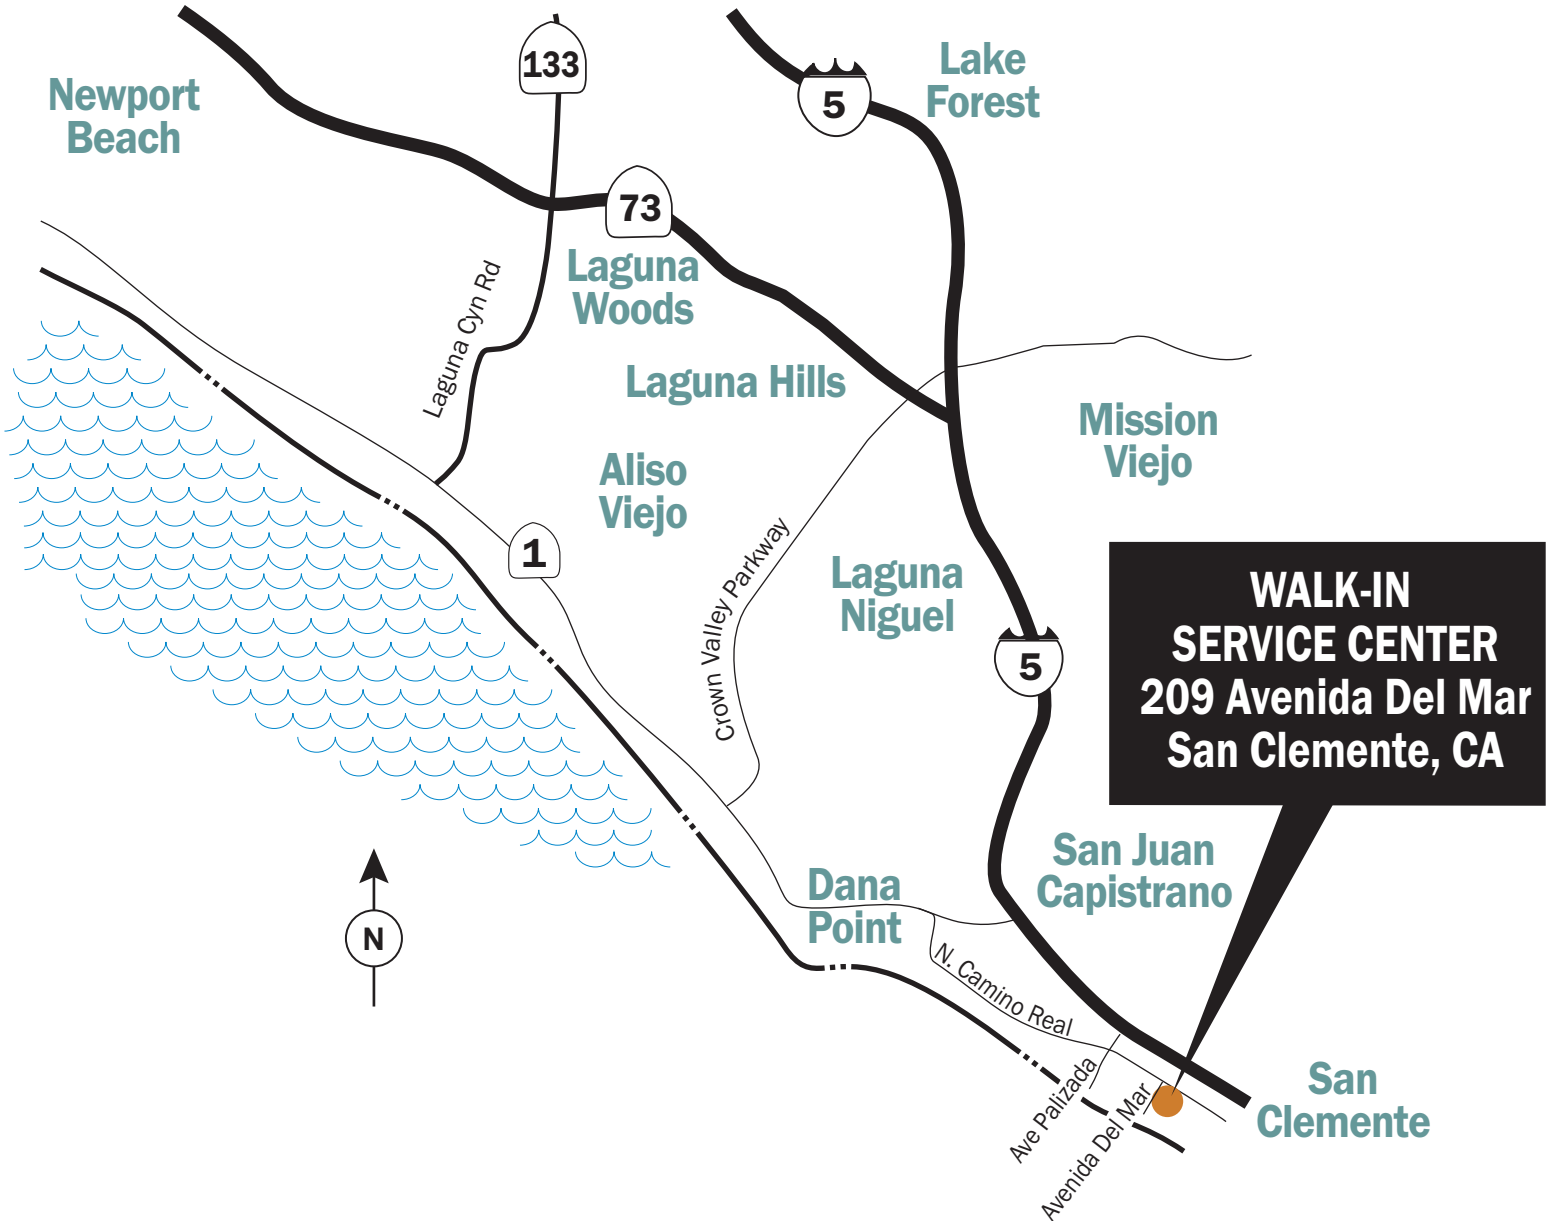 133
Lake
Forest
5
Newport
Beach
73
Laguna
Woods
Laguna Cyn Rd
Laguna Hills
Mission
Viejo
Aliso
Viejo
1
Crown Valley Parkway
Laguna
Niguel
5
WALK-IN
SERVICE CENTER
209 Avenida Del Mar
San Clemente, CA
San Juan
Capistrano
Dana
Point
N
N. Camino Real
Ave Palizada
Avenida Del Mar
San
Clemente